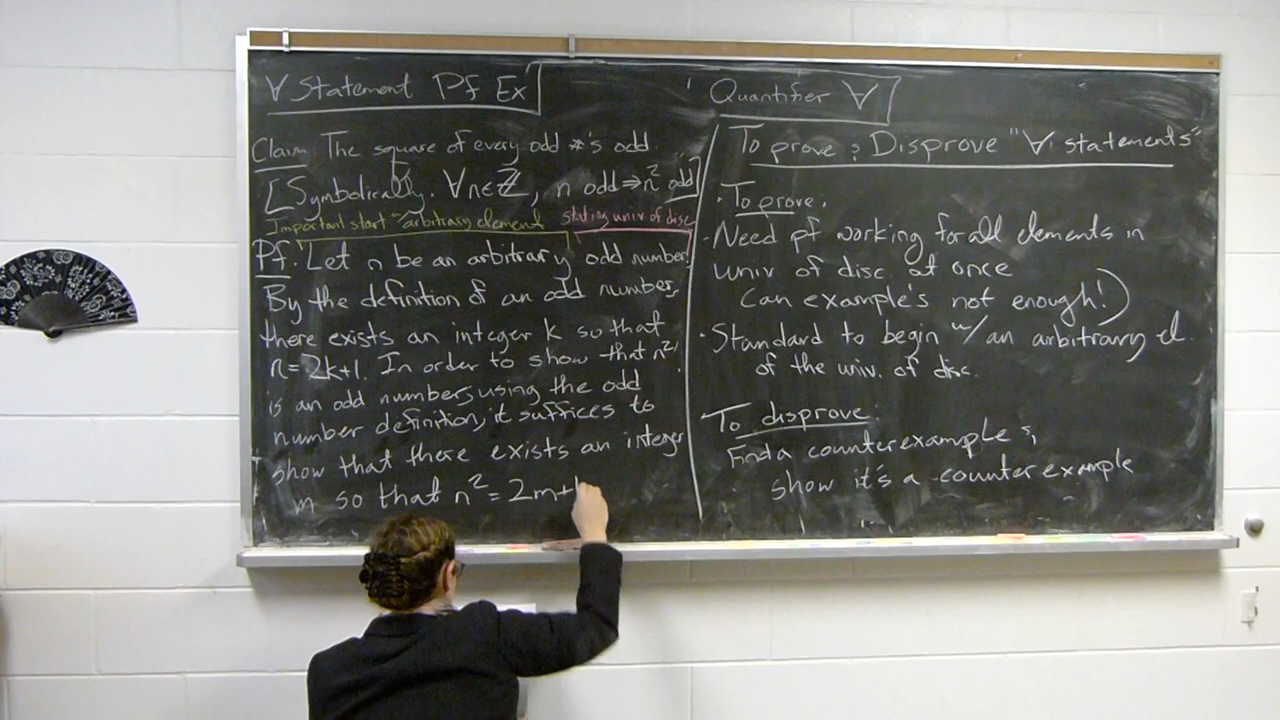 ∀ Statement Pf Ex
Claim: The square of every odd #'s odd.
[Symbolically: ∀n∈ℤ, n odd⇒n² odd]
Important start "arbitrary element stating univ of disc
Pf: Let n be an arbitrary odd number.
By the definition of an odd number,
there exists an integer k so that
n=2k+1. In order to show that n²
is an odd number, using the odd
number definition, it suffices to
show that there exists an integer
m so that n²=2m+1
Quantifier ∀
To prove & Disprove "∀ statements"
· To prove:
· Need pf working for all elements in
univ of disc at once
(an example's not enough!)
· Standard to begin w/ an arbitrary el.
of the univ. of disc.
· To disprove:
Find a counterexample &
show it's a counterexample